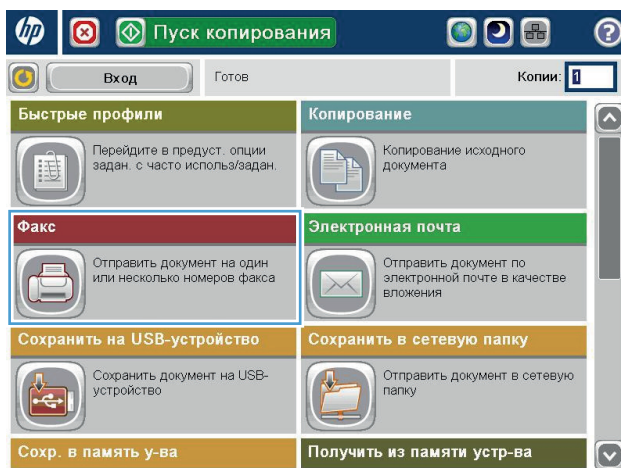 hp
Пуск копирования
?
Вход
Готов
Копии: 1
Быстрые профили
Копирование
Перейдите в предуст. опции
задан. с часто использ/задан.
Копирование исходного
документа
Факс
Электронная почта
Отправить документ на один
или несколько номеров факса
Отправить документ по
электронной почте в качестве
вложения
Сохранить на USB-устройство
Сохранить в сетевую папку
Сохранить документ на USB-
устройство
Отправить документ в сетевую
папку
Сохр. в память у-ва
Получить из памяти устр-ва